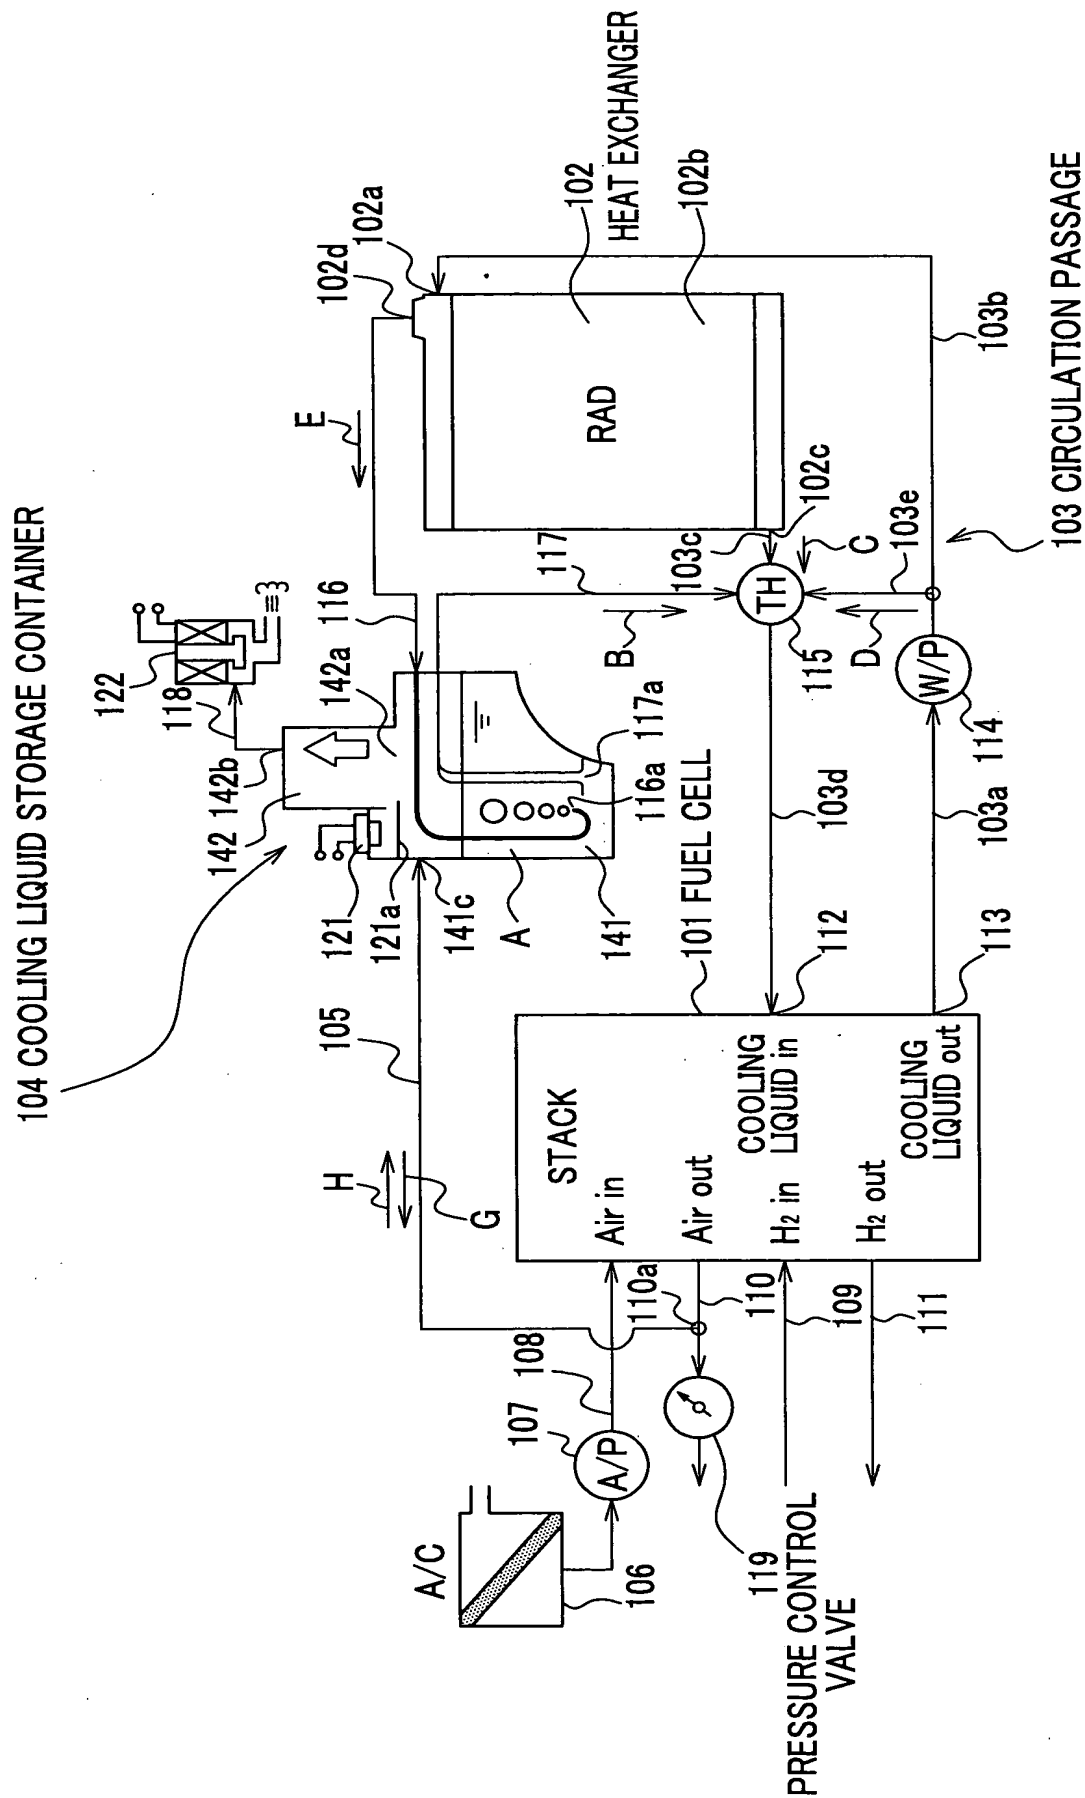 104 COOLING LIQUID STORAGE CONTAINER
122
118
142b
142
121
121a
141c
A
141
142a
116
117a
116a
E
102d
102a
102
HEAT EXCHANGER
102b
RAD
117
B
103c
102c
TH
115
C
103e
D
W/P
114
103b
103 CIRCULATION PASSAGE
105
H
G
101 FUEL CELL
103d
112
103a
113
STACK
Air in
Air out
COOLING
LIQUID in
H2 in
H2 out
COOLING
LIQUID out
A/C
106
107
A/P
108
110a
110
109
111
119
PRESSURE CONTROL
VALVE